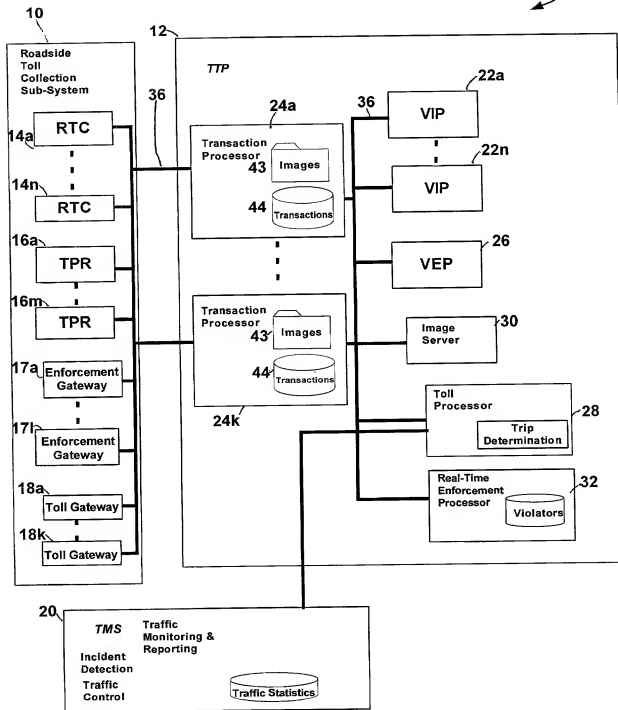 10
Roadside
Toll
Collection
Sub-System
14a
RTC
14n
RTC
16a
TPR
16m
TPR
17a
Enforcement
Gateway
17l
Enforcement
Gateway
18a
Toll Gateway
18k
Toll Gateway
36
12
TTP
24a
Transaction
Processor
43
Images
44
Transactions
Transaction
Processor
43
Images
44
Transactions
24k
36
22a
VIP
22n
VIP
26
VEP
30
Image
Server
Toll
Processor
28
Trip
Determination
Real-Time
Enforcement
Processor
32
Violators
20
TMS
Traffic
Monitoring &
Reporting
Incident
Detection
Traffic
Control
Traffic Statistics